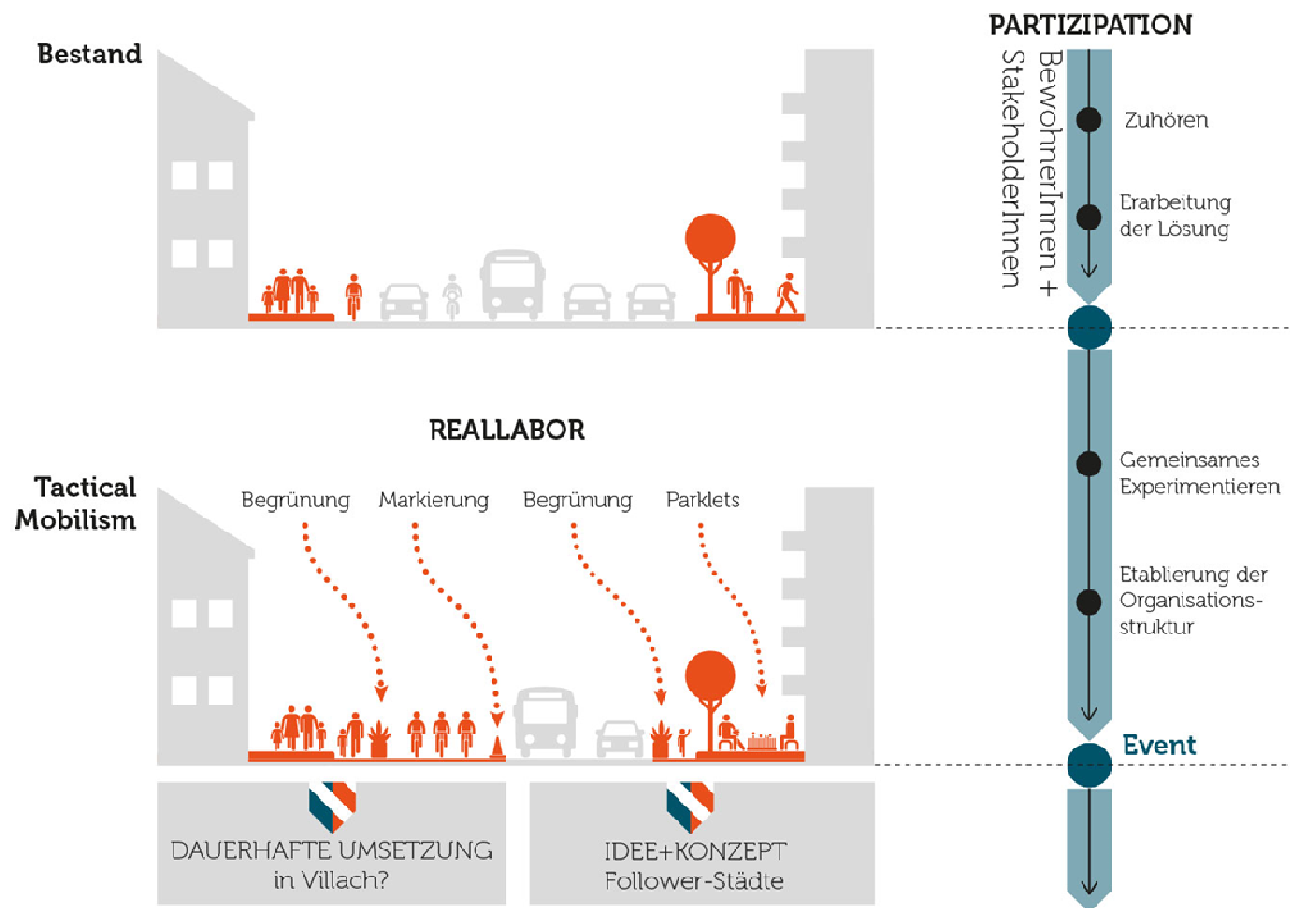 Bestand
PARTIZIPATION
BewohnerInnen +
StakeholderInnen
Zuhören
Erarbeitung
der Lösung
REALLABOR
Tactical
Mobilism
Begrünung
Markierung
Begrünung
Parklets
Gemeinsames
Experimentieren
Etablierung der
Organisations-
struktur
Event
DAUERHAFTE UMSETZUNG
in Villach?
IDEE+KONZEPT
Follower-Städte